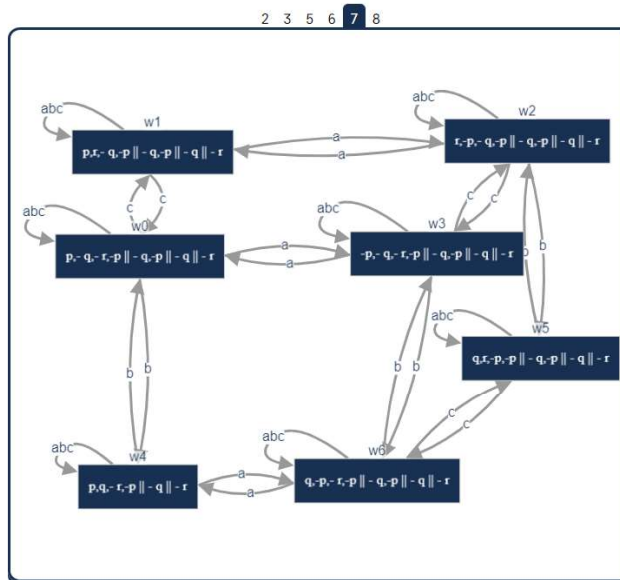 2 3 5 6 7 8
abc
w1
p,r,- q,-p || - q,-p || - q || - r
abc
w2
r,-p,- q,-p || - q,-p || - q || - r
a
a
c
c
c
c
abc
w0
p,- q,- r,-p || - q,-p || - q || - r
abc
w3
-p,- q,- r,-p || - q,-p || - q || - r
a
a
b
b
abc
w5
q,r,-p,-p || - q,-p || - q || - r
b
b
b
b
c
c
abc
w4
p,q,- r,-p || - q || - q || - r
abc
w6
q,-p,- r,-p || - q,-p || - q || - r
a
a